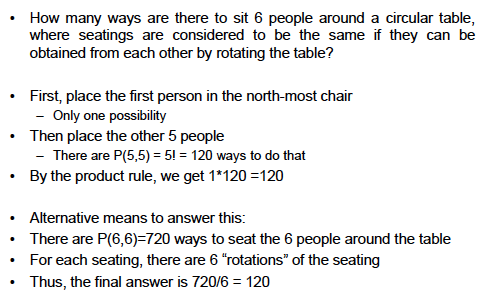 • How many ways are there to sit 6 people around a circular table,
where seatings are considered to be the same if they can be
obtained from each other by rotating the table?
• First, place the first person in the north-most chair
– Only one possibility
• Then place the other 5 people
– There are P(5,5) = 5! = 120 ways to do that
• By the product rule, we get 1*120 =120
• Alternative means to answer this:
• There are P(6,6)=720 ways to seat the 6 people around the table
• For each seating, there are 6 “rotations” of the seating
• Thus, the final answer is 720/6 = 120